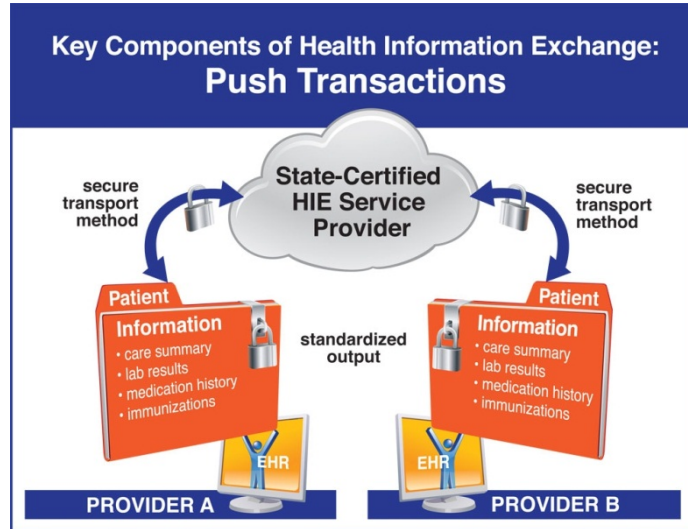 Key Components of Health Information Exchange:
Push Transactions
State-Certified
HIE Service
Provider
secure
transport
method
secure
transport
method
Patient
Information
• care summary
• lab results
• medication history
• immunizations
standardized
output
Patient
Information
• care summary
• lab results
• medication history
• immunizations
EHR
EHR
PROVIDER A
PROVIDER B